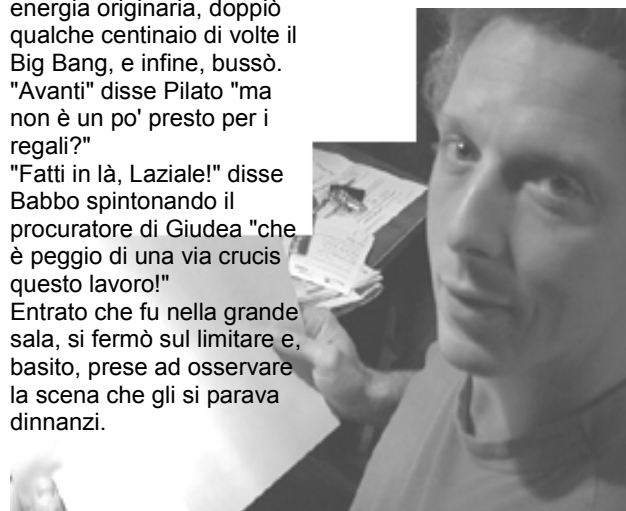 energia originaria, doppiò
qualche centinaio di volte il
Big Bang, e infine, bussò.
"Avanti" disse Pilato "ma
non è un po' presto per i
regali?"
"Fatti in là, Laziale!" disse
Babbo spintonando il
procuratore di Giudea "che
è peggio di una via crucis
questo lavoro!"
Entrato che fu nella grande
sala, si fermò sul limitare e,
basito, prese ad osservare
la scena che gli si parava
dinnanzi.